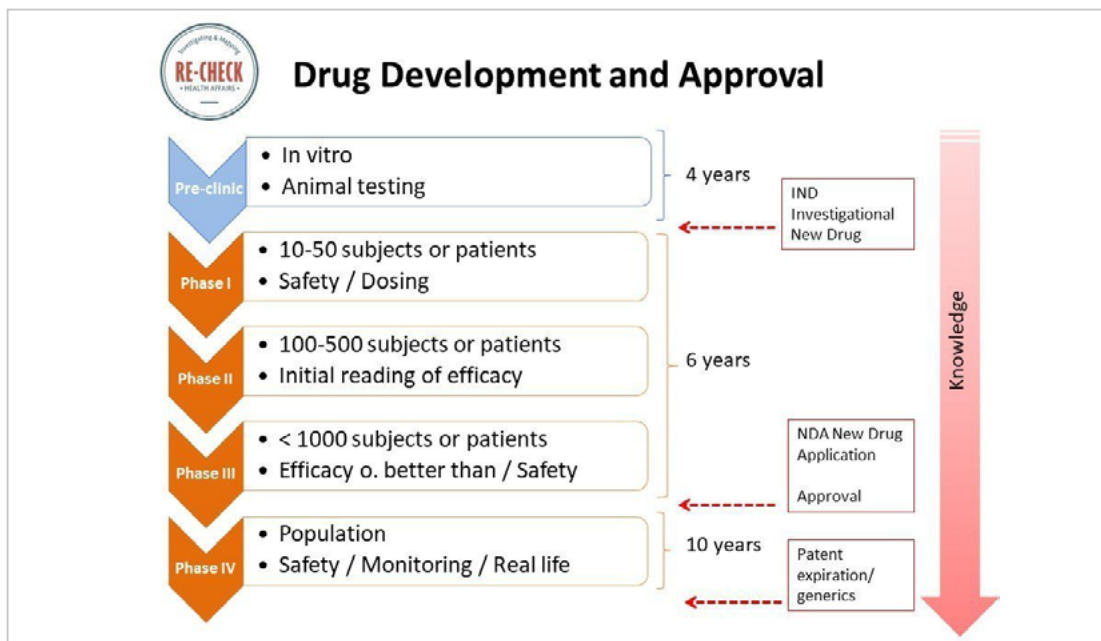 Investigating & Mapping
RE-CHECK
• HEALTH AFFAIRS •
Drug Development and Approval
Pre-clinic
• In vitro
• Animal testing
4 years
IND
Investigational
New Drug
Phase I
• 10-50 subjects or patients
• Safety / Dosing
Phase II
• 100-500 subjects or patients
• Initial reading of efficacy
6 years
Knowledge
Phase III
• < 1000 subjects or patients
• Efficacy o. better than / Safety
NDA New Drug
Application
Approval
Phase IV
• Population
• Safety / Monitoring / Real life
10 years
Patent
expiration/
generics